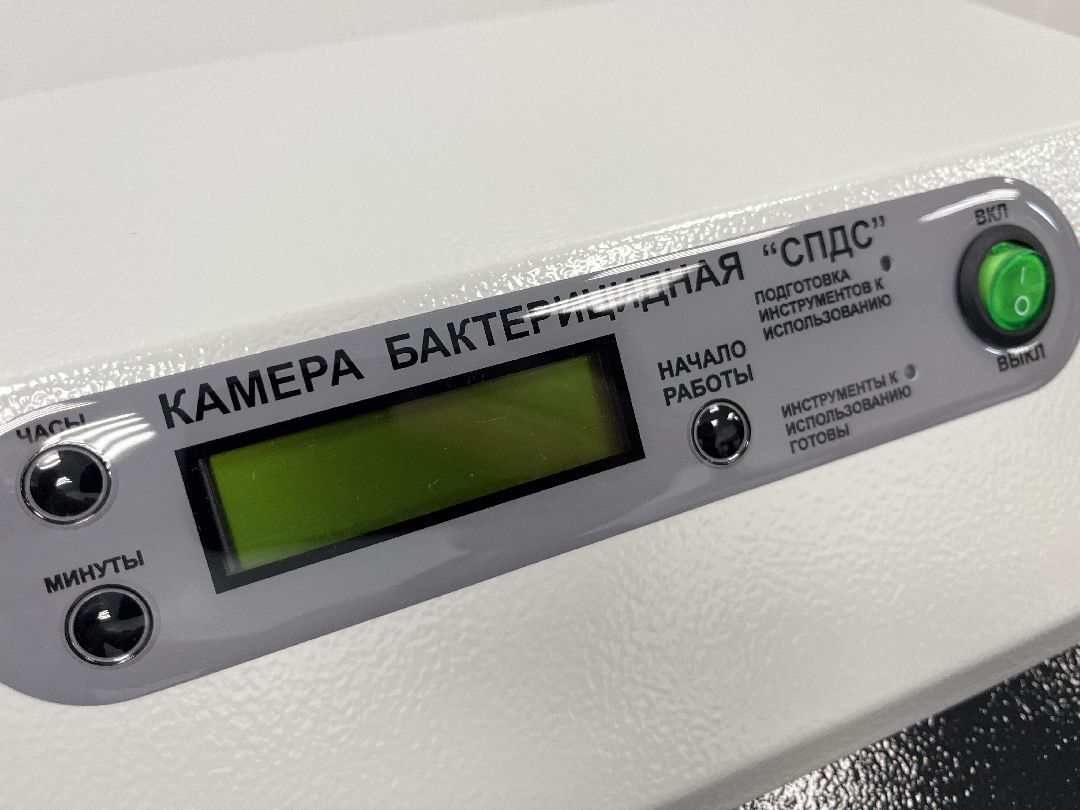 КАМЕРА БАКТЕРИЦИДНАЯ “СПДС”
ЧАСЫ
МИНУТЫ
НАЧАЛО
РАБОТЫ
ПОДГОТОВКА
ИНСТРУМЕНТОВ К
ИСПОЛЬЗОВАНИЮ
ИНСТРУМЕНТЫ К
ИСПОЛЬЗОВАНИЮ
ГОТОВЫ
ВКЛ
I
O
ВЫКЛ